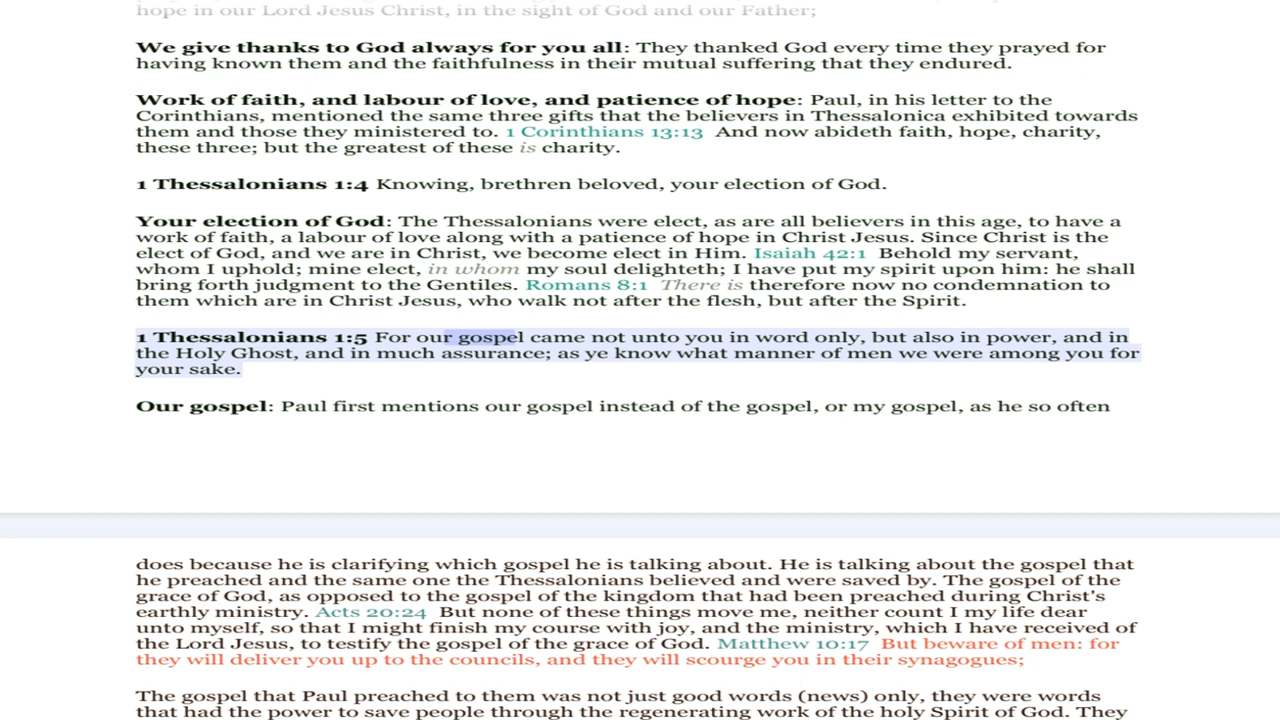 hope in our Lord Jesus Christ, in the sight of God and our Father;
We give thanks to God always for you all: They thanked God every time they prayed for
having known them and the faithfulness in their mutual suffering that they endured.
Work of faith, and labour of love, and patience of hope: Paul, in his letter to the
Corinthians, mentioned the same three gifts that the believers in Thessalonica exhibited towards
them and those they ministered to. 1 Corinthians 13:13 And now abideth faith, hope, charity,
these three; but the greatest of these is charity.
1 Thessalonians 1:4 Knowing, brethren beloved, your election of God.
Your election of God: The Thessalonians were elect, as are all believers in this age, to have a
work of faith, a labour of love along with a patience of hope in Christ Jesus. Since Christ is the
elect of God, and we are in Christ, we become elect in Him. Isaiah 42:1 Behold my servant,
whom I uphold; mine elect, in whom my soul delighteth; I have put my spirit upon him: he shall
bring forth judgment to the Gentiles. Romans 8:1 There is therefore now no condemnation to
them which are in Christ Jesus, who walk not after the flesh, but after the Spirit.
1 Thessalonians 1:5 For our gospel came not unto you in word only, but also in power, and in
the Holy Ghost, and in much assurance; as ye know what manner of men we were among you for
your sake.
Our gospel: Paul first mentions our gospel instead of the gospel, or my gospel, as he so often
does because he is clarifying which gospel he is talking about. He is talking about the gospel that
he preached and the same one the Thessalonians believed and were saved by. The gospel of the
grace of God, as opposed to the gospel of the kingdom that had been preached during Christ's
earthly ministry. Acts 20:24 But none of these things move me, neither count I my life dear
unto myself, so that I might finish my course with joy, and the ministry, which I have received of
the Lord Jesus, to testify the gospel of the grace of God. Matthew 10:17 But beware of men: for
they will deliver you up to the councils, and they will scourge you in their synagogues;
The gospel that Paul preached to them was not just good words (news) only, they were words
that had the power to save people through the regenerating work of the holy Spirit of God. They